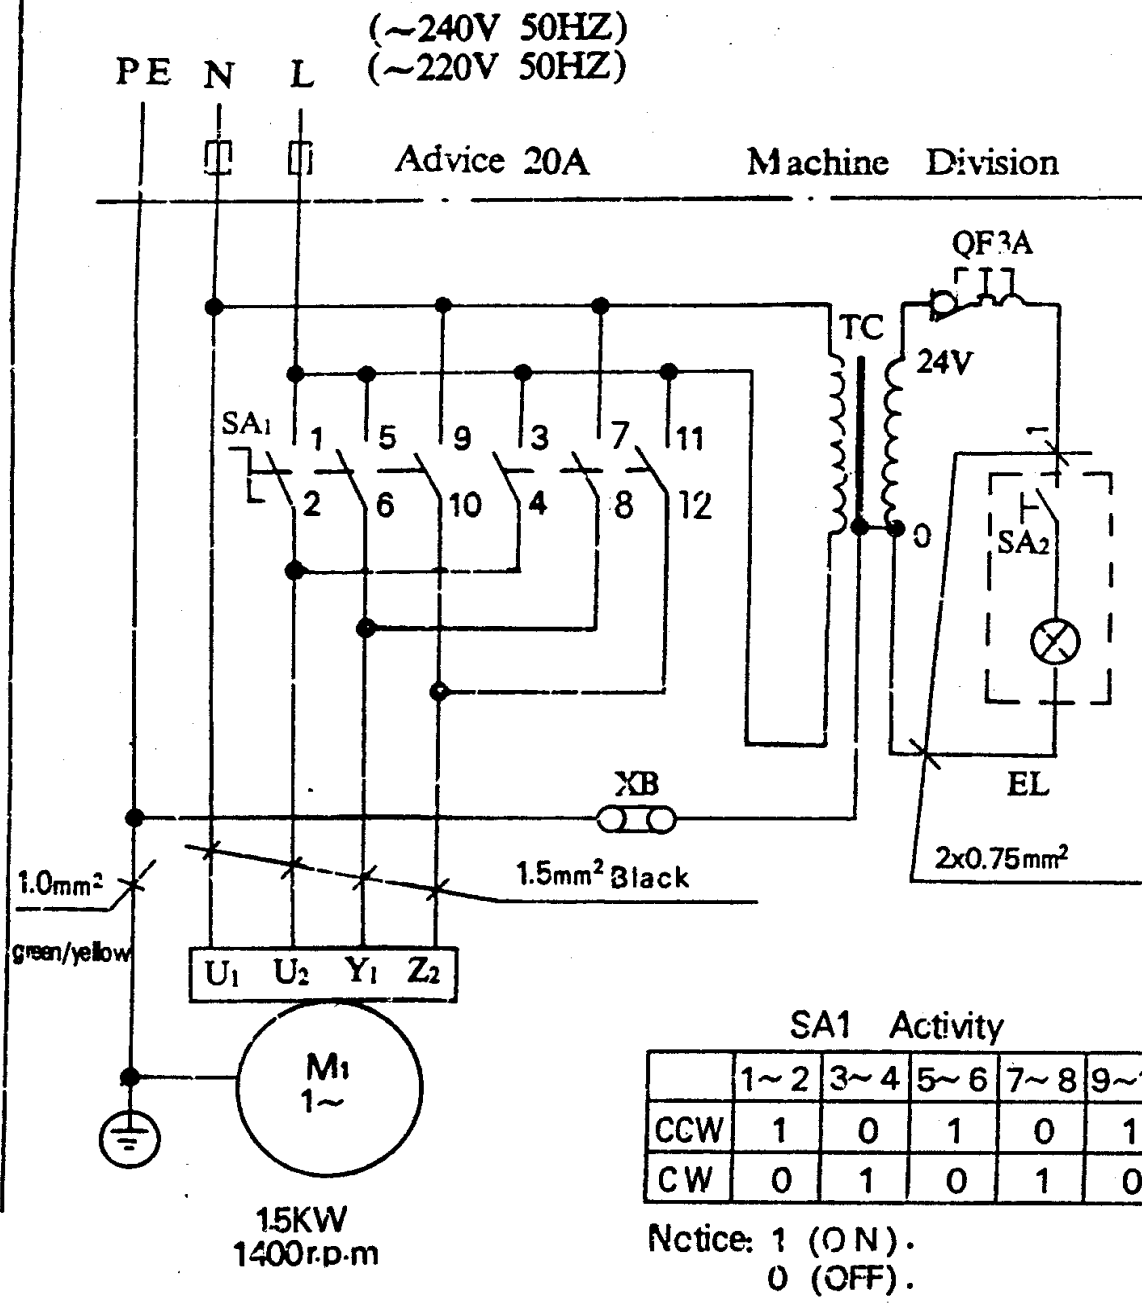 (~240V 50HZ)
(~220V 50HZ)
PE N L
Advice 20A Machine Division
QF3A
TC
24V
SA1 1 5 9 3 7 11
2 6 10 4 8 12
1
0
SA2
XB
EL
1.0mm²
1.5mm² Black
2x0.75mm²
green/yellow
U1 U2 Y1 Z2
M1
1~
1.5KW
1400r.p.m
SA1 Activity
1~2 3~4 5~6 7~8 9~
CCW 1 0 1 0 1
CW 0 1 0 1 0
Notice: 1 (ON).
0 (OFF).